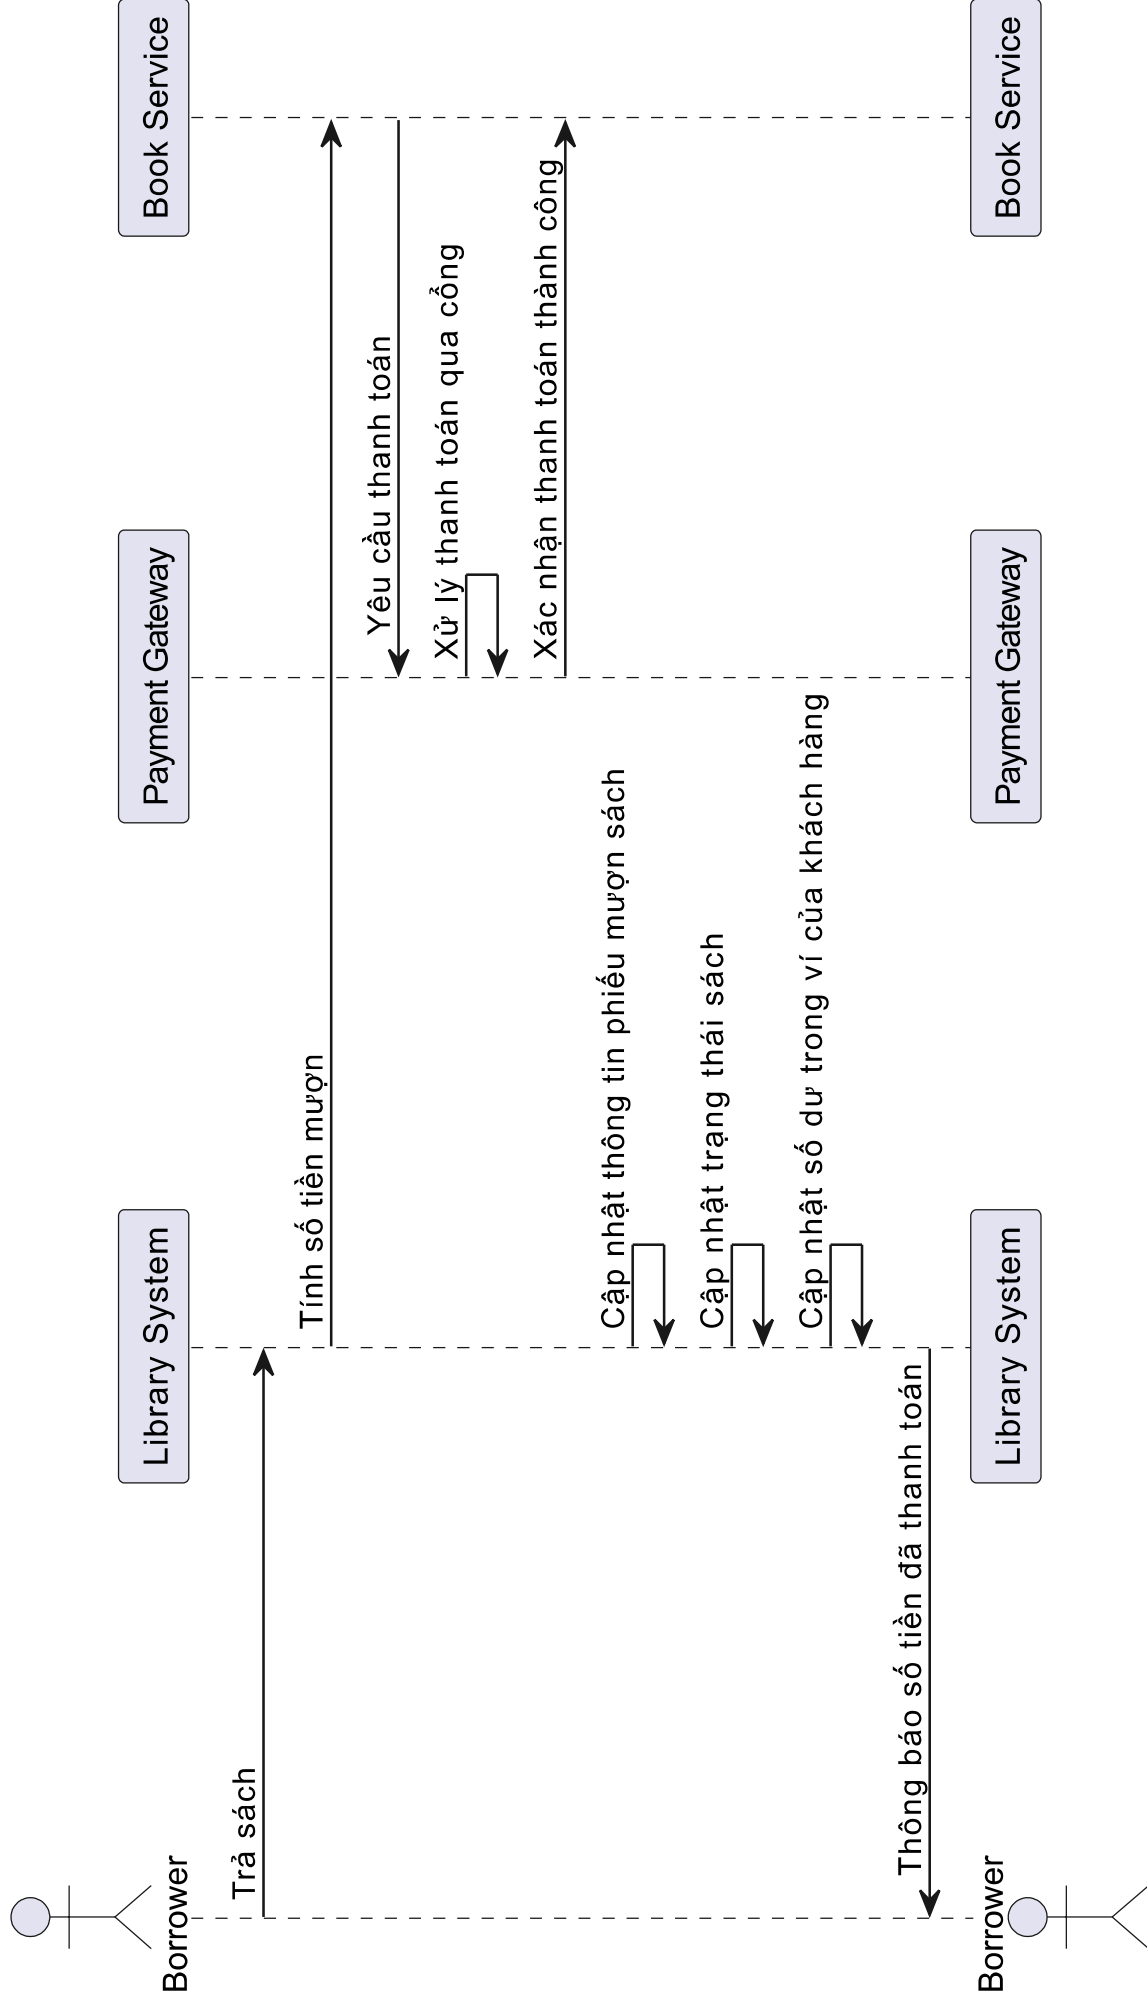 Borrower
Library System
Payment Gateway
Book Service
Trả sách
Tính số tiền mượn
Yêu cầu thanh toán
Xử lý thanh toán qua cổng
Xác nhận thanh toán thành công
Cập nhật thông tin phiếu mượn sách
Cập nhật trạng thái sách
Cập nhật số dư trong ví của khách hàng
Thông báo số tiền đã thanh toán
Borrower
Library System
Payment Gateway
Book Service